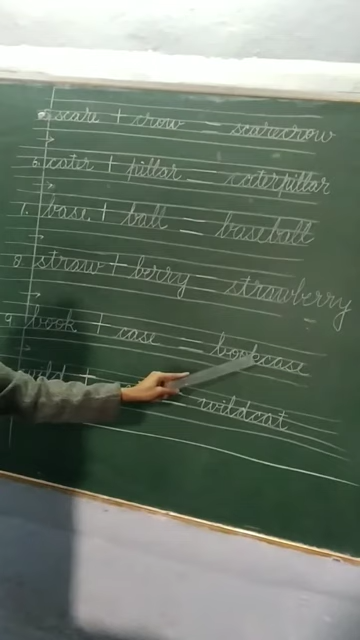 5. scare + crow = scarecrow
6. cater + pillar = caterpillar
7. base + ball = baseball
8. straw + berry = strawberry
9. book + case = bookcase
wild + wildcat